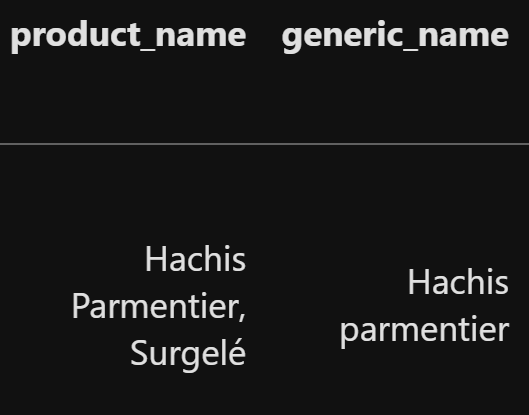 product_name generic_name
Hachis
Parmentier,
Surgelé
Hachis
parmentier